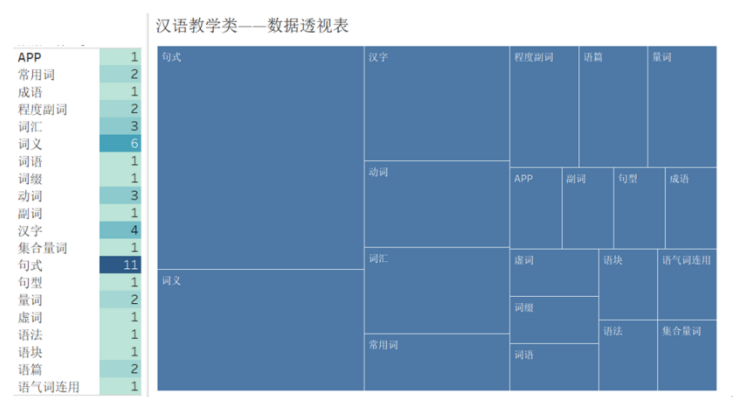 汉语教学类——数据透视表
APP 1
常用词 2
成语 1
程度副词 2
词汇 3
词义 6
词语 1
词缀 1
动词 3
副词 1
汉字 4
集合量词 1
句式 11
句型 1
量词 2
虚词 1
语法 1
语块 1
语篇 2
语气词连用 1
句式
汉字
程度副词
语篇
量词
动词
APP
副词
句型
成语
词汇
虚词
语块
语气词连用
词义
词缀
语法
集合量词
常用词
词语